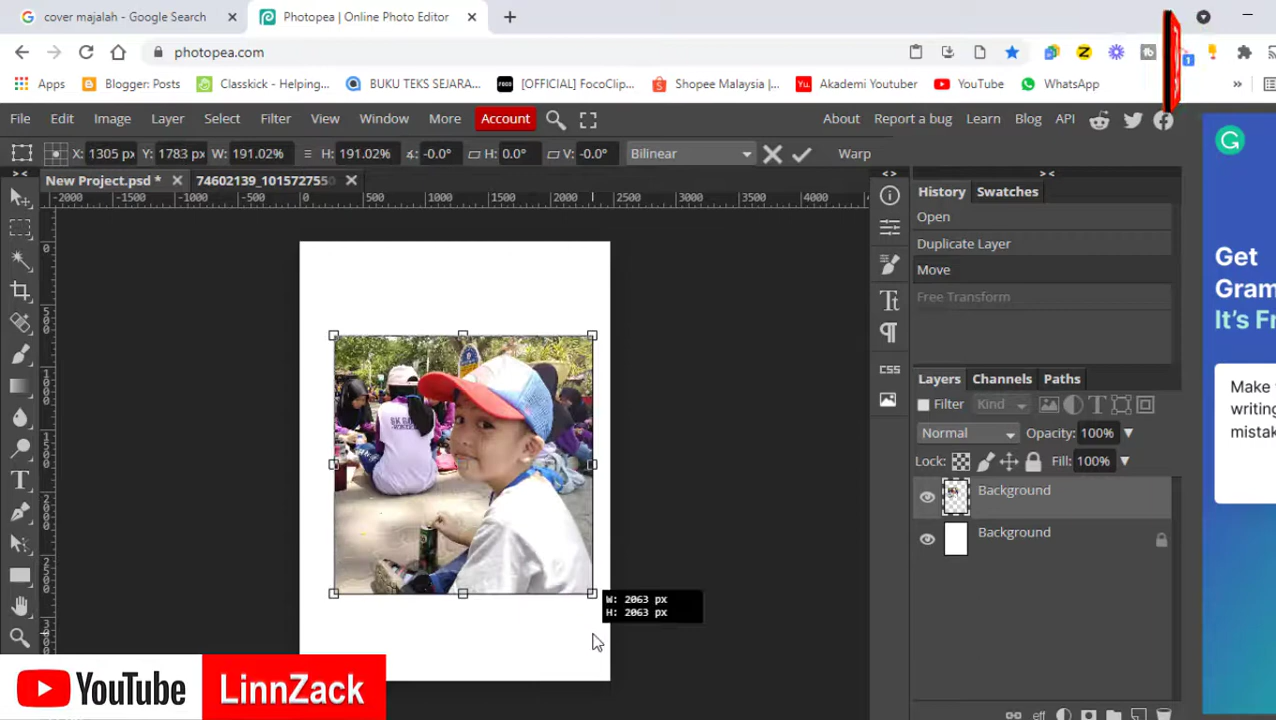 cover majalah - Google Search
Photopea | Online Photo Editor
photopea.com
Apps
Blogger: Posts
Classkick - Helping...
BUKU TEKS SEJARA...
[OFFICIAL] FocoClip...
Shopee Malaysia |...
Akademi Youtuber
YouTube
WhatsApp
File Edit Image Layer Select Filter View Window More Account
About Report a bug Learn Blog API
X: 1305 px Y: 1783 px W: 191.02% H: 191.02% -0.0° H: 0.0° V: -0.0° Bilinear Warp
New Project.psd *
74602139_1015727550
-2000 -1500 -1000 -500 0 500 1000 1500 2000 2500 3000 4000
History Swatches
Open
Duplicate Layer
Move
Free Transform
CSS
Layers Channels Paths
Filter Kind
Normal Opacity: 100%
Lock: Fill: 100%
Background
Background
W: 2063 px
H: 2063 px
eff
Get
Gram
It's Fr
Make
writing
mistak
YouTube LinnZack